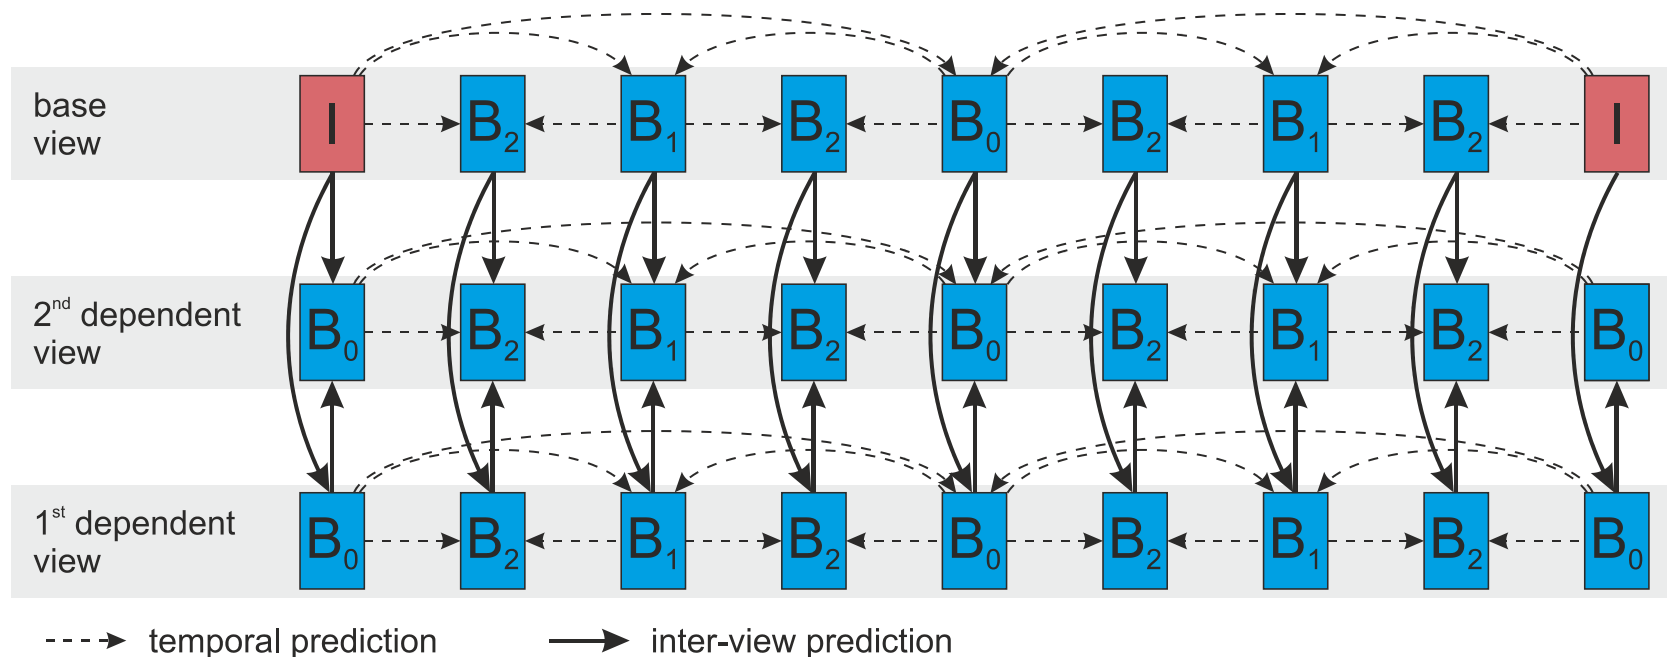 base
view
I B2 B1 B2 B0 B2 B1 B2 I
2nd dependent
view
B0 B2 B1 B2 B0 B2 B1 B2 B0
1st dependent
view
B0 B2 B1 B2 B0 B2 B1 B2 B0
temporal prediction inter-view prediction